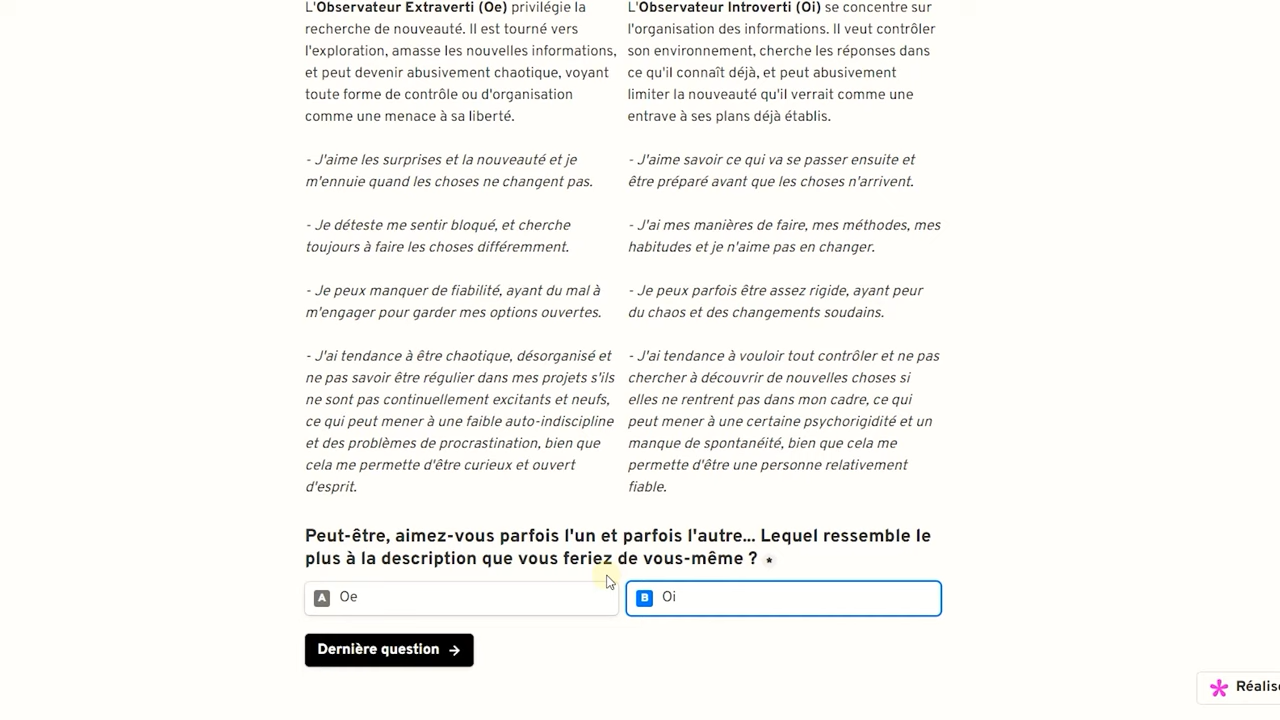 L'Observateur Extraverti (Oe) privilégie la
recherche de nouveauté. Il est tourné vers
l'exploration, amasse les nouvelles informations,
et peut devenir abusivement chaotique, voyant
toute forme de contrôle ou d'organisation
comme une menace à sa liberté.
- J'aime les surprises et la nouveauté et je
m'ennuie quand les choses ne changent pas.
- Je déteste me sentir bloqué, et cherche
toujours à faire les choses différemment.
- Je peux manquer de fiabilité, ayant du mal à
m'engager pour garder mes options ouvertes.
- J'ai tendance à être chaotique, désorganisé et
ne pas savoir être régulier dans mes projets s'ils
ne sont pas continuellement excitants et neufs,
ce qui peut mener à une faible auto-indiscipline
et des problèmes de procrastination, bien que
cela me permette d'être curieux et ouvert
d'esprit.
L'Observateur Introverti (Oi) se concentre sur
l'organisation des informations. Il veut contrôler
son environnement, cherche les réponses dans
ce qu'il connaît déjà, et peut abusivement
limiter la nouveauté qu'il verrait comme une
entrave à ses plans déjà établis.
- J'aime savoir ce qui va se passer ensuite et
être préparé avant que les choses n'arrivent.
- J'ai mes manières de faire, mes méthodes, mes
habitudes et je n'aime pas en changer.
- Je peux parfois être assez rigide, ayant peur
du chaos et des changements soudains.
- J'ai tendance à vouloir tout contrôler et ne pas
chercher à découvrir de nouvelles choses si
elles ne rentrent pas dans mon cadre, ce qui
peut mener à une certaine psychorigidité et un
manque de spontanéité, bien que cela me
permette d'être une personne relativement
fiable.
Peut-être, aimez-vous parfois l'un et parfois l'autre... Lequel ressemble le
plus à la description que vous feriez de vous-même ? *
A Oe
B Oi
Dernière question →